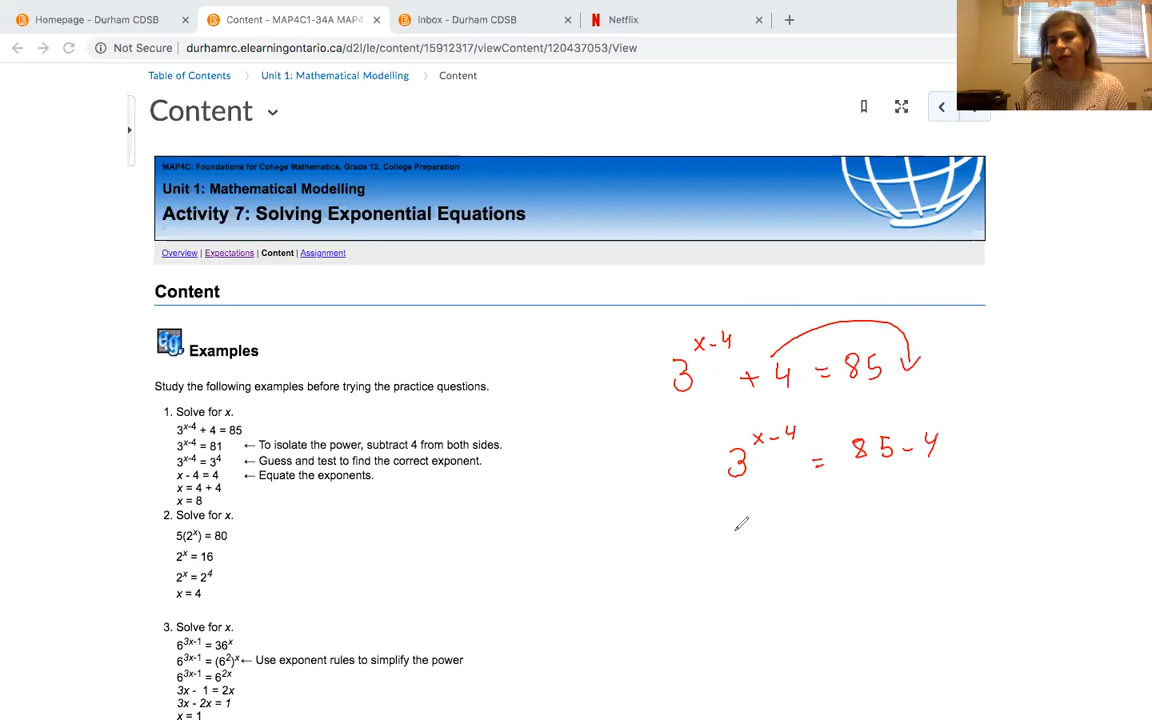 Homepage - Durham CDSB
Content - MAP4C1-34A MAP4
Inbox - Durham CDSB
Netflix
Not Secure | durhamrc.elearningontario.ca/d2l/le/content/15912317/viewContent/120437053/View
Table of Contents > Unit 1: Mathematical Modelling > Content
Content
MAP4C: Foundations for College Mathematics, Grade 12, College Preparation
Unit 1: Mathematical Modelling
Activity 7: Solving Exponential Equations
Overview | Expectations | Content | Assignment
Content
Eg.
Examples
Study the following examples before trying the practice questions.
1. Solve for x.
3^{x-4} + 4 = 85
3^{x-4} = 81 ← To isolate the power, subtract 4 from both sides.
3^{x-4} = 3^4 ← Guess and test to find the correct exponent.
x - 4 = 4 ← Equate the exponents.
x = 4 + 4
x = 8
2. Solve for x.
5(2^x) = 80
2^x = 16
2^x = 2^4
x = 4
3. Solve for x.
6^{3x-1} = 36^x
6^{3x-1} = (6^2)^x ← Use exponent rules to simplify the power
6^{3x-1} = 6^{2x}
3x - 1 = 2x
3x - 2x = 1
x = 1
3^{x-4} + 4 = 85
3^{x-4} = 85 - 4